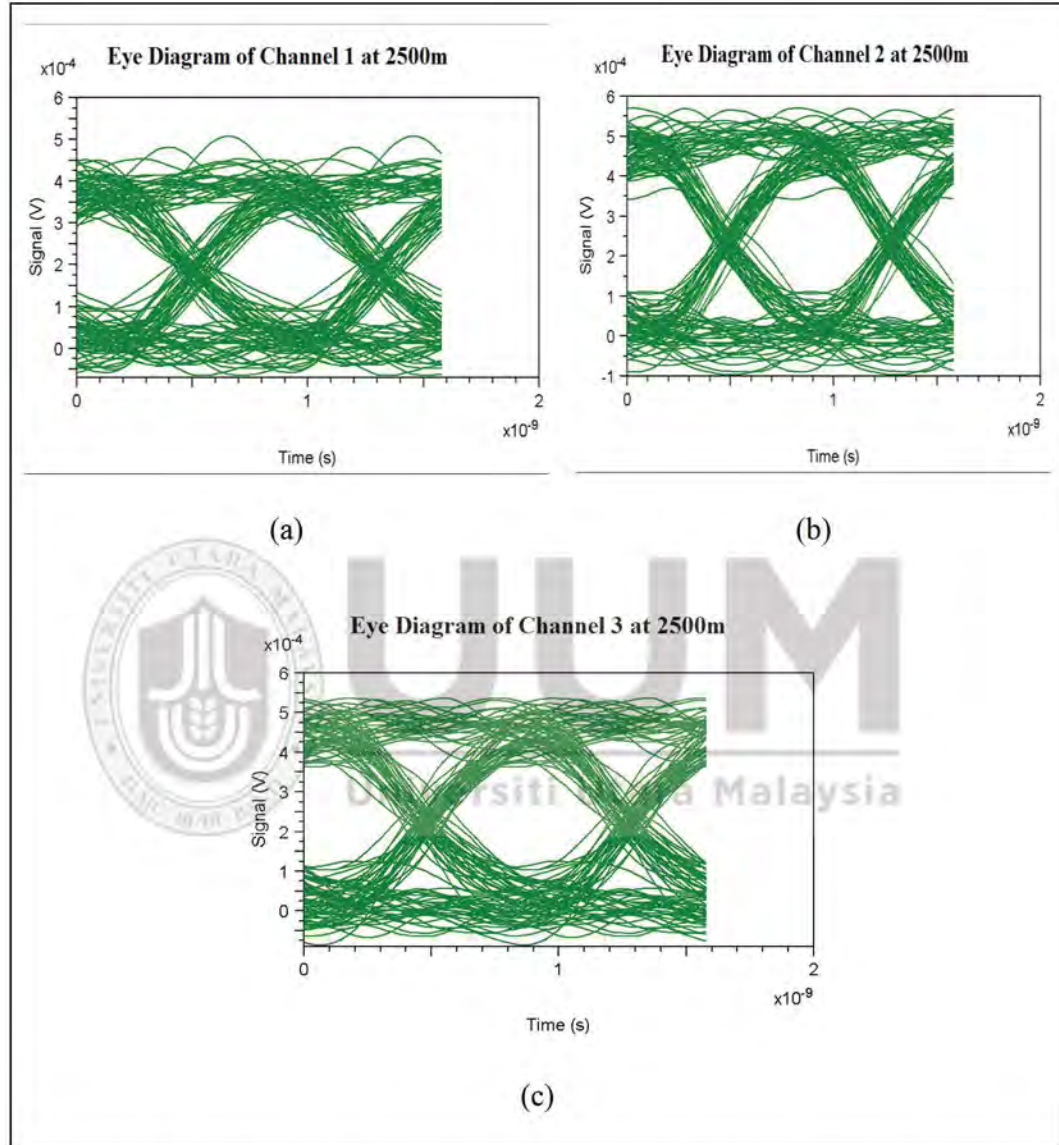 Eye Diagram of Channel 1 at 2500m
x10-4
6
5
4
3
2
1
0
Signal (V)
0
1
2
x10-9
Time (s)
(a)
Eye Diagram of Channel 2 at 2500m
x10-4
6
5
4
3
2
1
0
-1
Signal (V)
0
1
2
x10-9
Time (s)
(b)
UUM
Eye Diagram of Channel 3 at 2500m
x10-4
6
5
4
3
2
1
0
Signal (V)
0
1
2
x10-9
Time (s)
(c)
UNIVERSITI UTARA MALAYSIA
Universiti Utara Malaysia